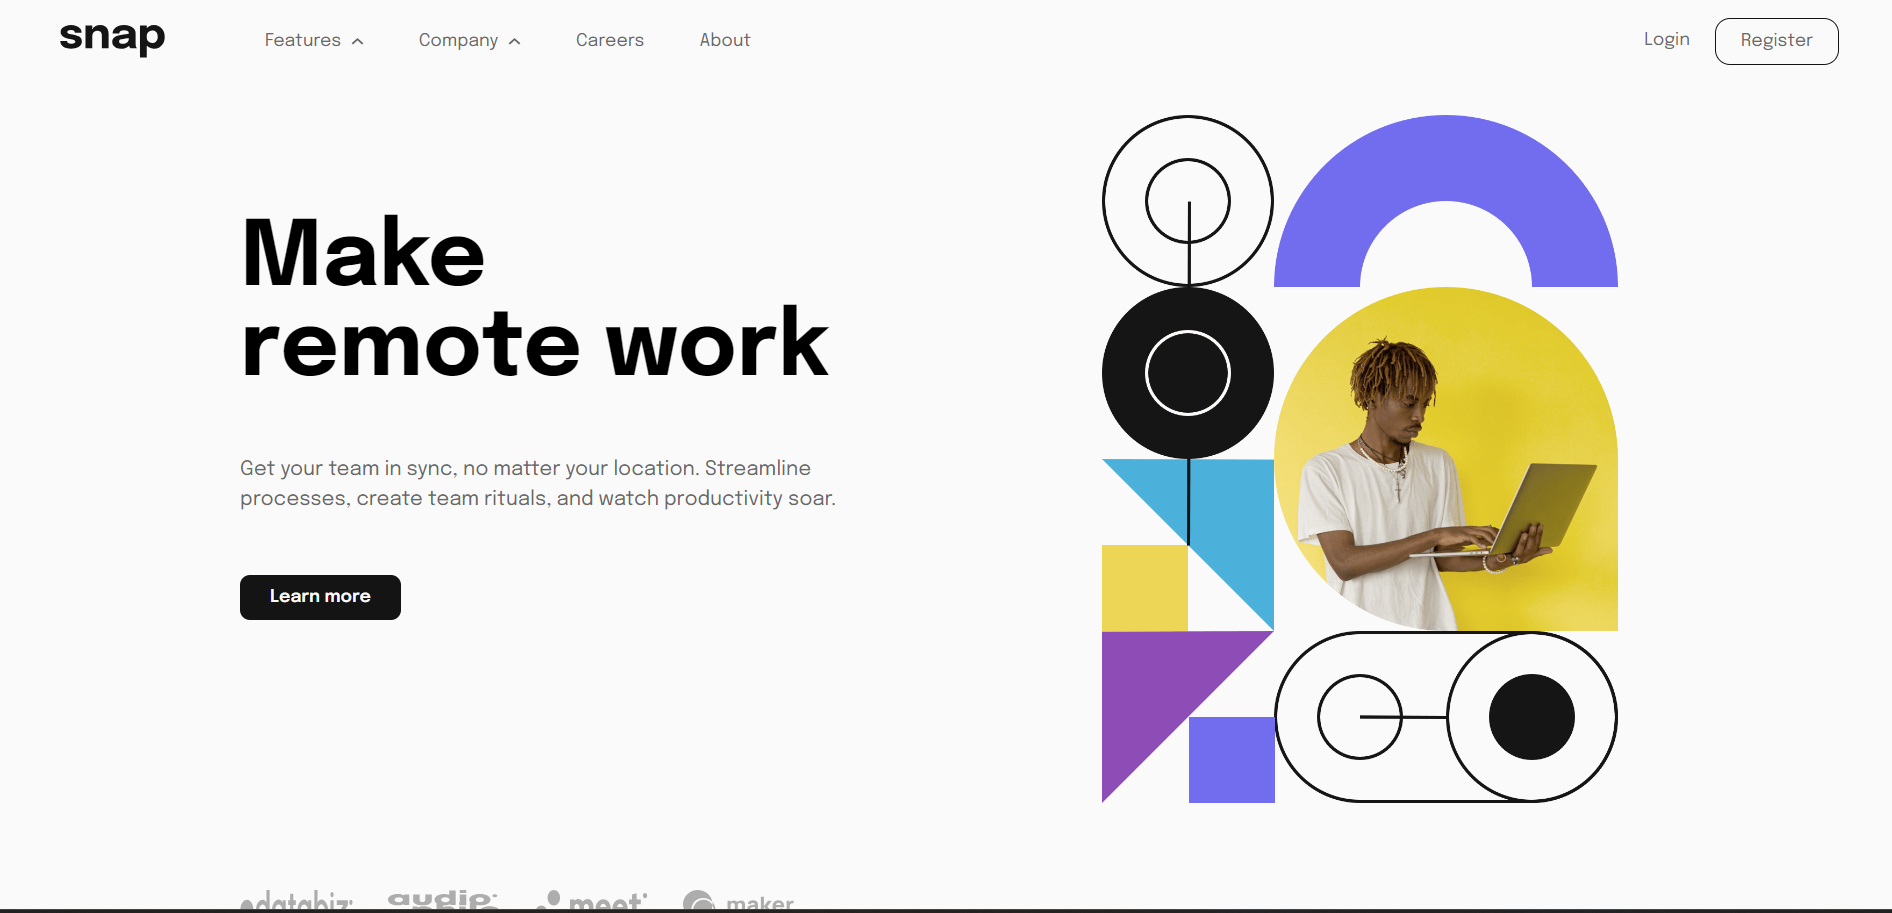 snap
Features
Company
Careers
About
Login
Register
Make
remote work
Get your team in sync, no matter your location. Streamline
processes, create team rituals, and watch productivity soar.
Learn more
databiz
audio
meet
maker